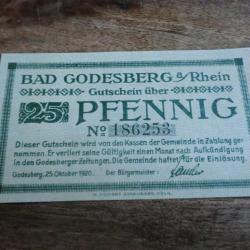 BAD GODESBERG a/Rhein
Gutschein über
25 PFENNIG
No 186253
Dieser Gutschein wird von den Kassen der Gemeinde in Zahlung ge-
nommen. Er verliert seine Gültigkeit einen Monat nach Aufkündigung
in den Godesberger Zeitungen. Die Gemeinde haftet für die Einlösung.
Godesberg, 25. Oktober 1920. Der Bürgermeister: